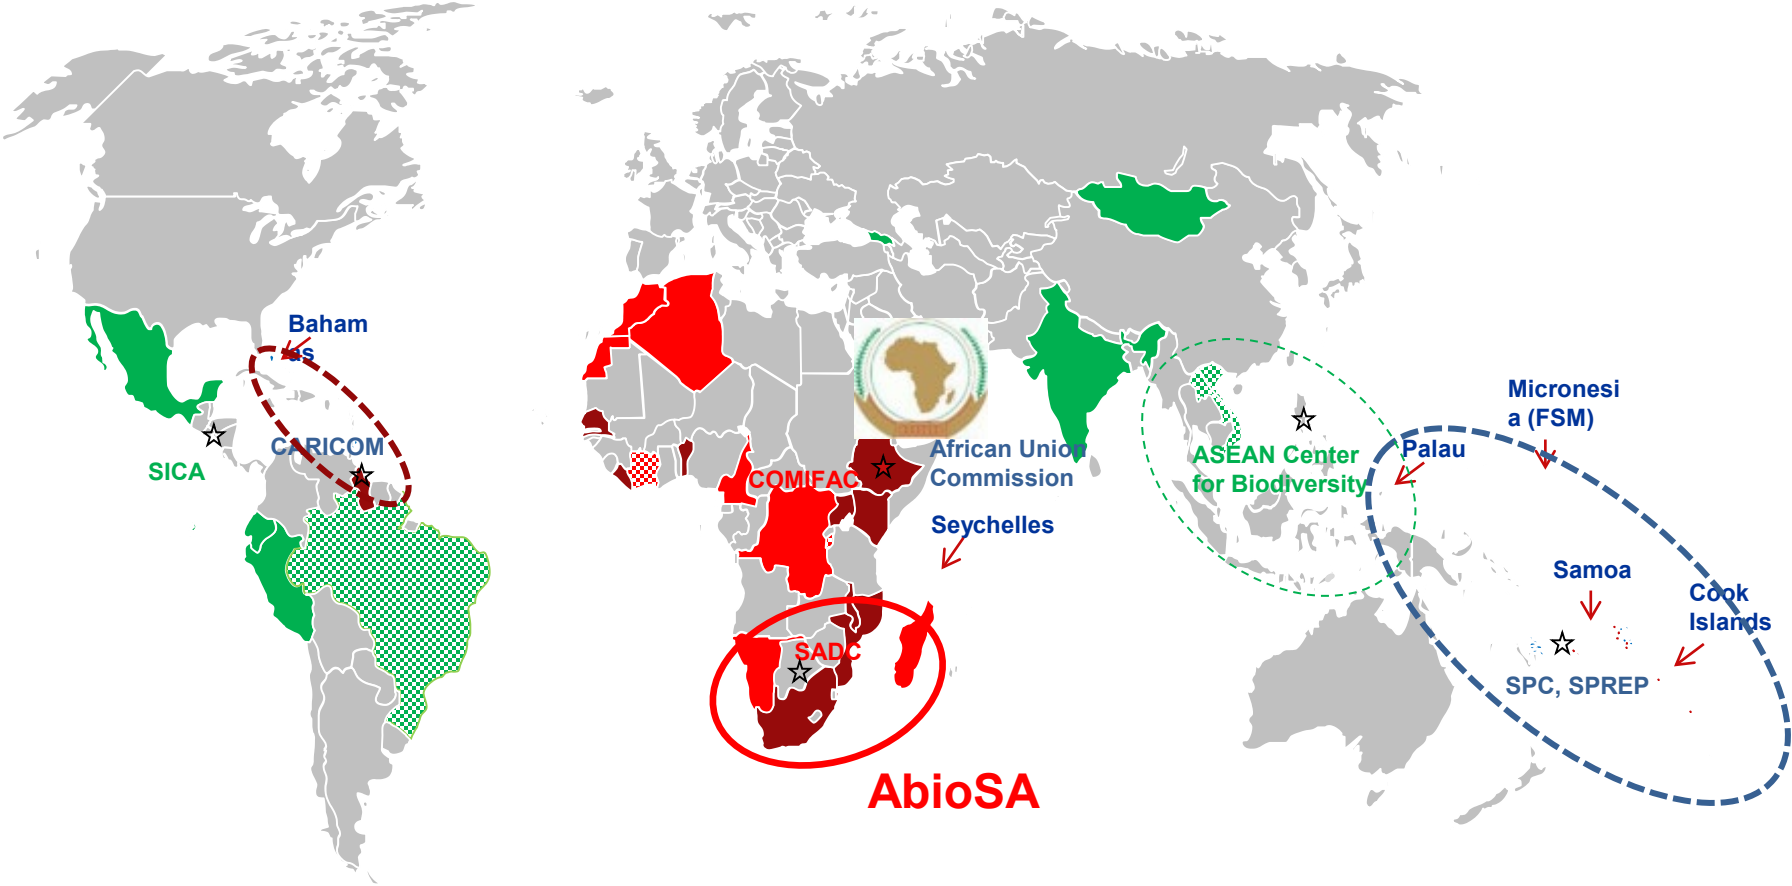 Baham
as
CARICOM
SICA
African Union
Commission
COMIFAC
Seychelles
SADC
AbioSA
ASEAN Center
for Biodiversity
Micronesi
a (FSM)
Palau
Samoa
Cook
Islands
SPC, SPREP